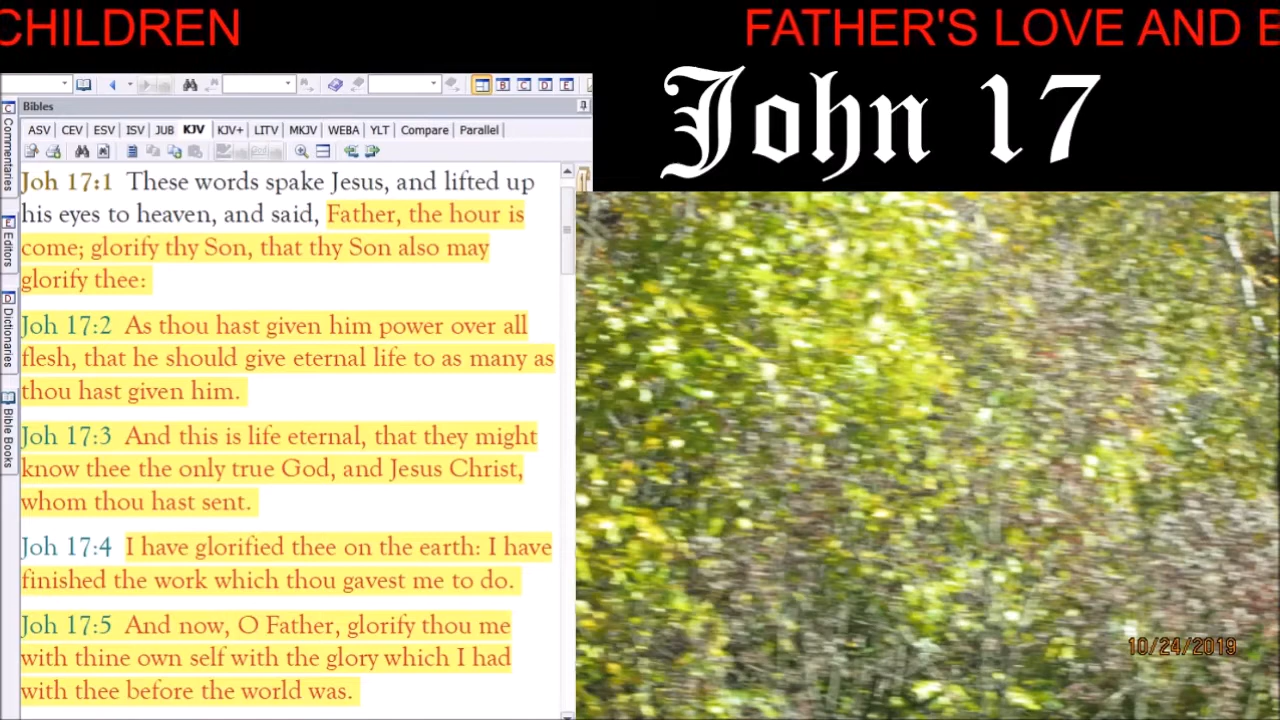 CHILDREN
FATHER'S LOVE AND
John 17
Bibles
ASV CEV ESV ISV JUB KJV KJV+ LITV MKJV WEBA YLT Compare Parallel
B C D E
C Commentaries
E Editors
D Dictionaries
Bible Books
Joh 17:1 These words spake Jesus, and lifted up
his eyes to heaven, and said, Father, the hour is
come; glorify thy Son, that thy Son also may
glorify thee:
Joh 17:2 As thou hast given him power over all
flesh, that he should give eternal life to as many as
thou hast given him.
Joh 17:3 And this is life eternal, that they might
know thee the only true God, and Jesus Christ,
whom thou hast sent.
Joh 17:4 I have glorified thee on the earth: I have
finished the work which thou gavest me to do.
Joh 17:5 And now, O Father, glorify thou me
with thine own self with the glory which I had
with thee before the world was.
10/24/2019